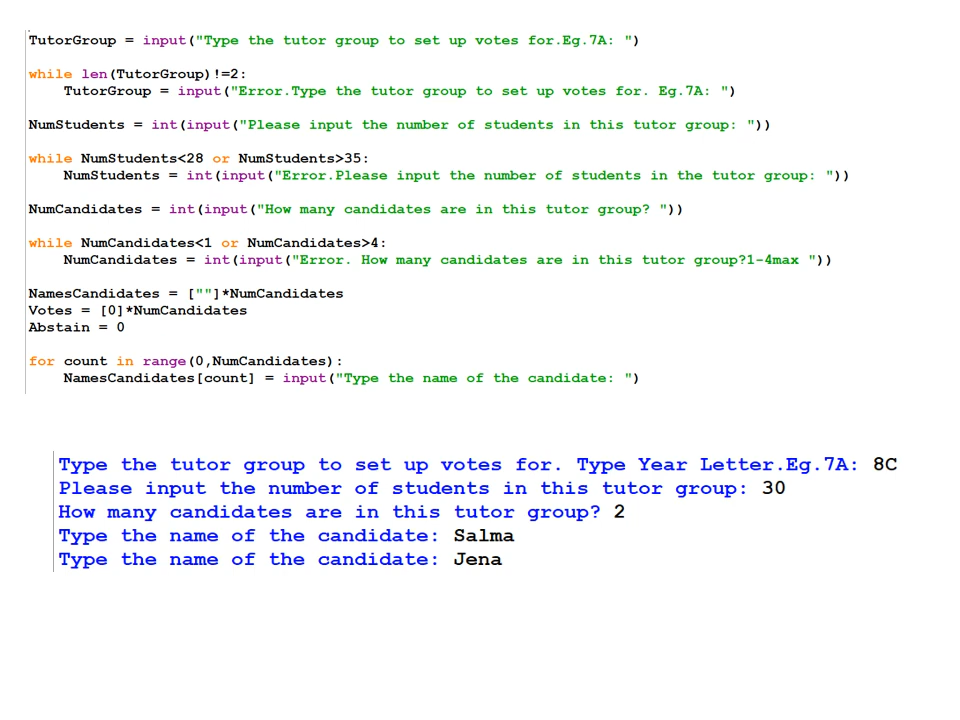 TutorGroup = input("Type the tutor group to set up votes for.Eg.7A: ")
while len(TutorGroup)!=2:
    TutorGroup = input("Error.Type the tutor group to set up votes for. Eg.7A: ")
NumStudents = int(input("Please input the number of students in this tutor group: "))
while NumStudents<28 or NumStudents>35:
    NumStudents = int(input("Error.Please input the number of students in the tutor group: "))
NumCandidates = int(input("How many candidates are in this tutor group? "))
while NumCandidates<1 or NumCandidates>4:
    NumCandidates = int(input("Error. How many candidates are in this tutor group?1-4max "))
NamesCandidates = [""]*NumCandidates
Votes = [0]*NumCandidates
Abstain = 0
for count in range(0,NumCandidates):
    NamesCandidates[count] = input("Type the name of the candidate: ")
Type the tutor group to set up votes for. Type Year Letter.Eg.7A: 8C
Please input the number of students in this tutor group: 30
How many candidates are in this tutor group? 2
Type the name of the candidate: Salma
Type the name of the candidate: Jena